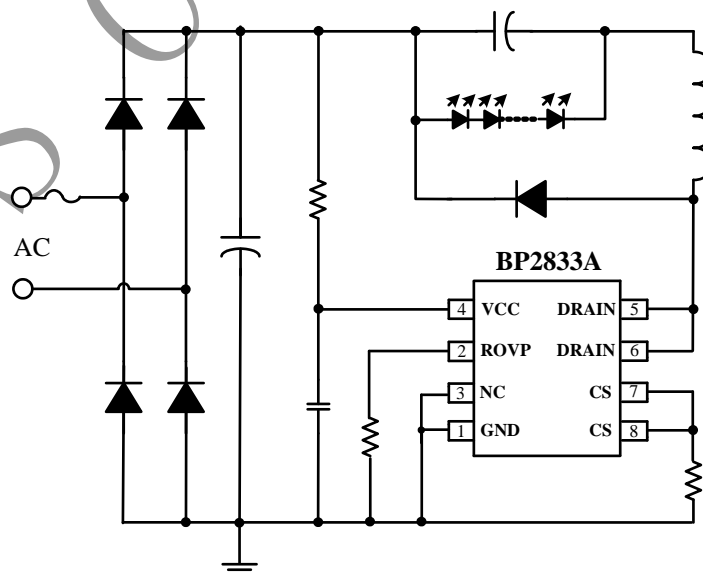 AC
BP2833A
4 VCC DRAIN 5
2 ROVP DRAIN 6
3 NC CS 7
1 GND CS 8